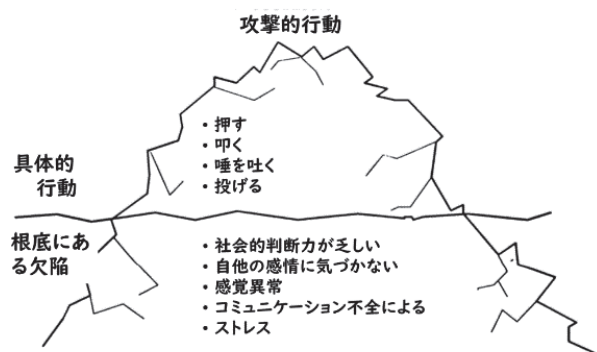 攻撃的行動
・押す
・叩く
・唾を吐く
・投げる
具体的
行動
根底にあ
る欠陥
・社会的判断力が乏しい
・自他の感情に気づかない
・感覚異常
・コミュニケーション不全による
・ストレス